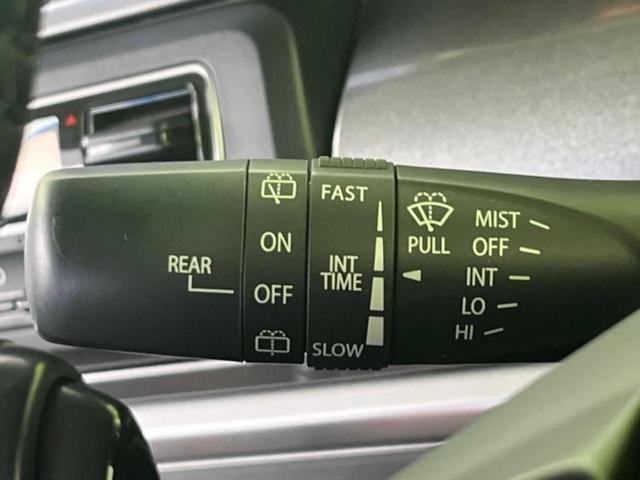 REAR
ON
OFF
FAST
INT
TIME
SLOW
PULL
MIST
OFF
INT
LO
HI